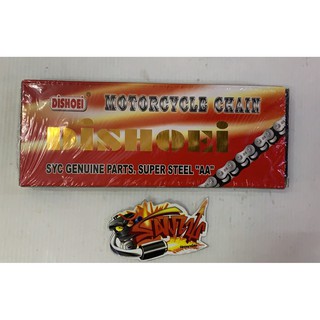 DiSHOEi
MOTORCYCLE CHAIN
DiSHOEi
SYC GENUINE PARTS, SUPER STEEL "AA"